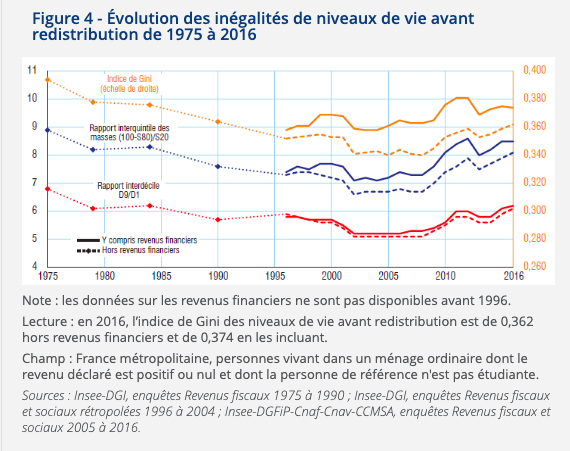 Figure 4 - Évolution des inégalités de niveaux de vie avant
redistribution de 1975 à 2016
11
10
9
8
7
6
5
4
0,400
0,380
0,360
0,340
0,320
0,300
0,280
0,260
Indice de Gini
(échelle de droite)
Rapport interquintile des
masses (100-S80)/S20
Rapport interdécile
D9/D1
Y compris revenus financiers
Hors revenus financiers
1975
1980
1985
1990
1995
2000
2005
2010
2016
Note : les données sur les revenus financiers ne sont pas disponibles avant 1996.
Lecture : en 2016, l’indice de Gini des niveaux de vie avant redistribution est de 0,362
hors revenus financiers et de 0,374 en les incluant.
Champ : France métropolitaine, personnes vivant dans un ménage ordinaire dont le
revenu déclaré est positif ou nul et dont la personne de référence n'est pas étudiante.
Sources : Insee-DGI, enquêtes Revenus fiscaux 1975 à 1990 ; Insee-DGI, enquêtes Revenus fiscaux
et sociaux rétropolées 1996 à 2004 ; Insee-DGFiP-Cnaf-Cnav-CCMSA, enquêtes Revenus fiscaux et
sociaux 2005 à 2016.